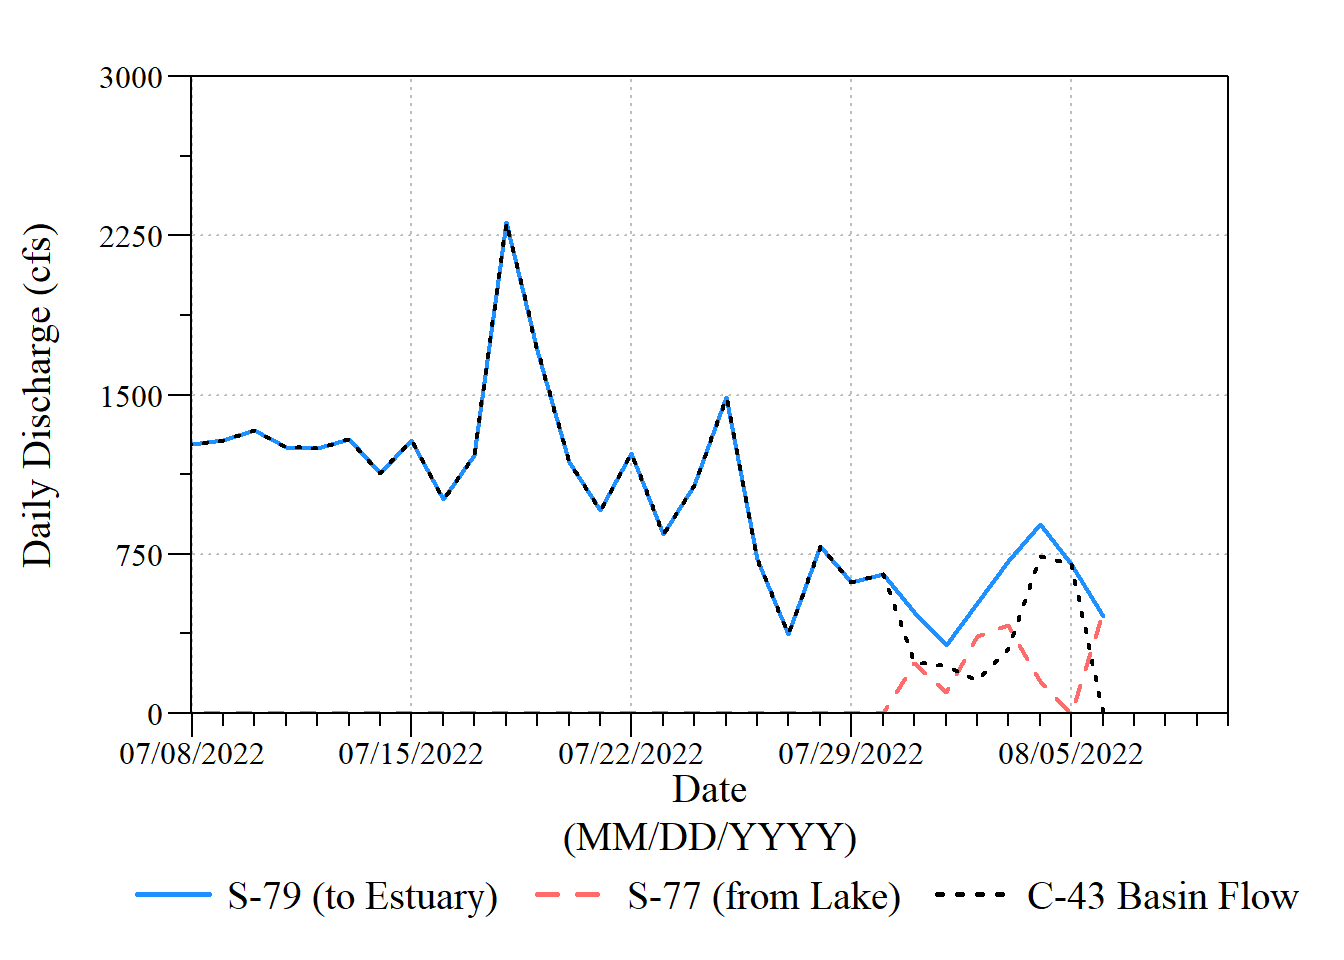 3000
2250
1500
750
0
Daily Discharge (cfs)
07/08/2022 07/15/2022 07/22/2022 07/29/2022 08/05/2022
Date
(MM/DD/YYYY)
S-79 (to Estuary) S-77 (from Lake) C-43 Basin Flow